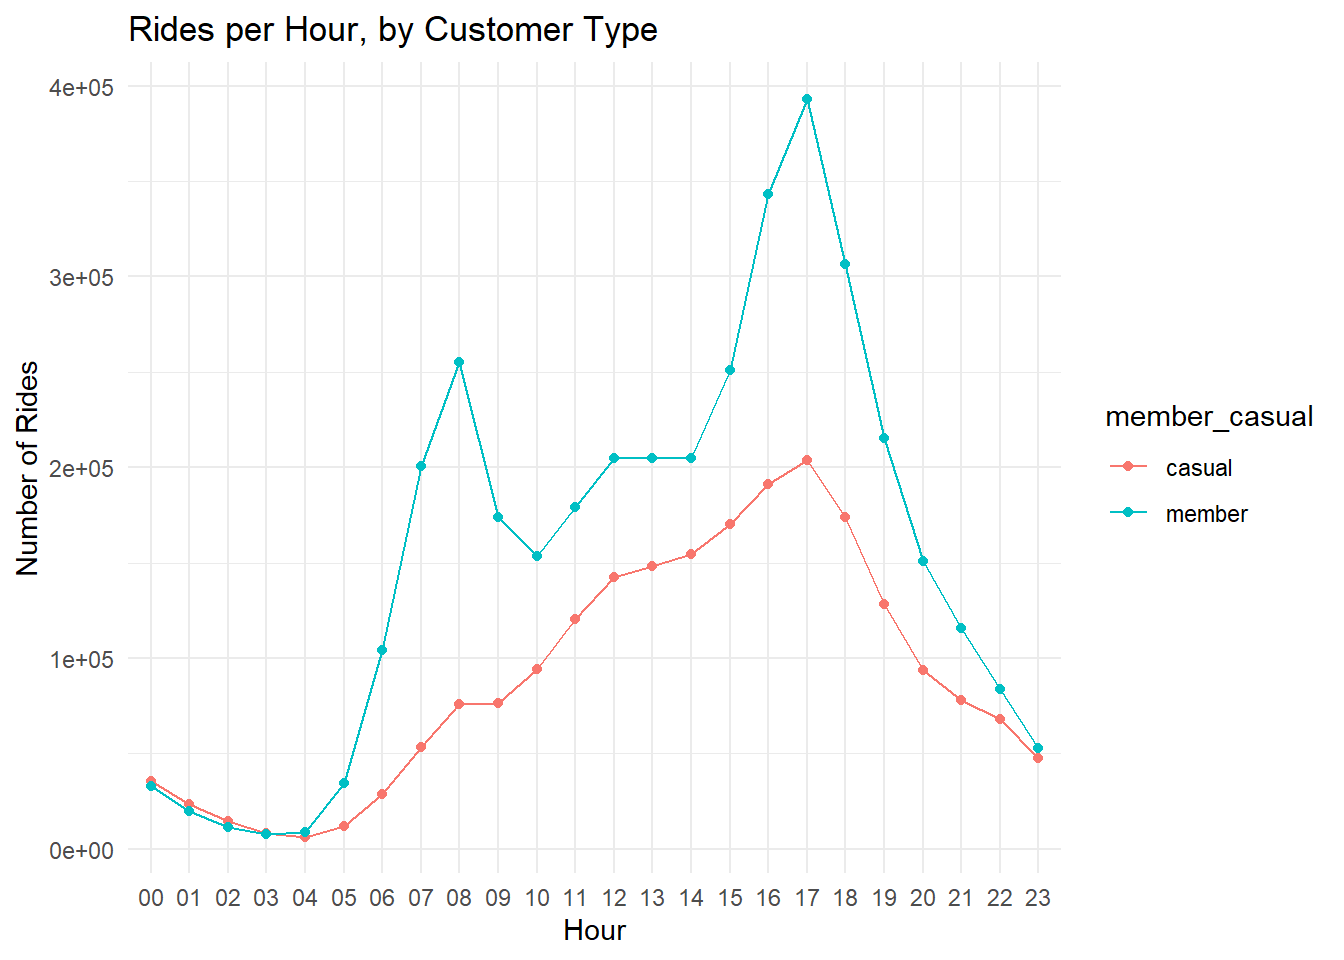 Rides per Hour, by Customer Type
4e+05
3e+05
2e+05
1e+05
0e+00
Number of Rides
00 01 02 03 04 05 06 07 08 09 10 11 12 13 14 15 16 17 18 19 20 21 22 23
Hour
member_casual
casual
member